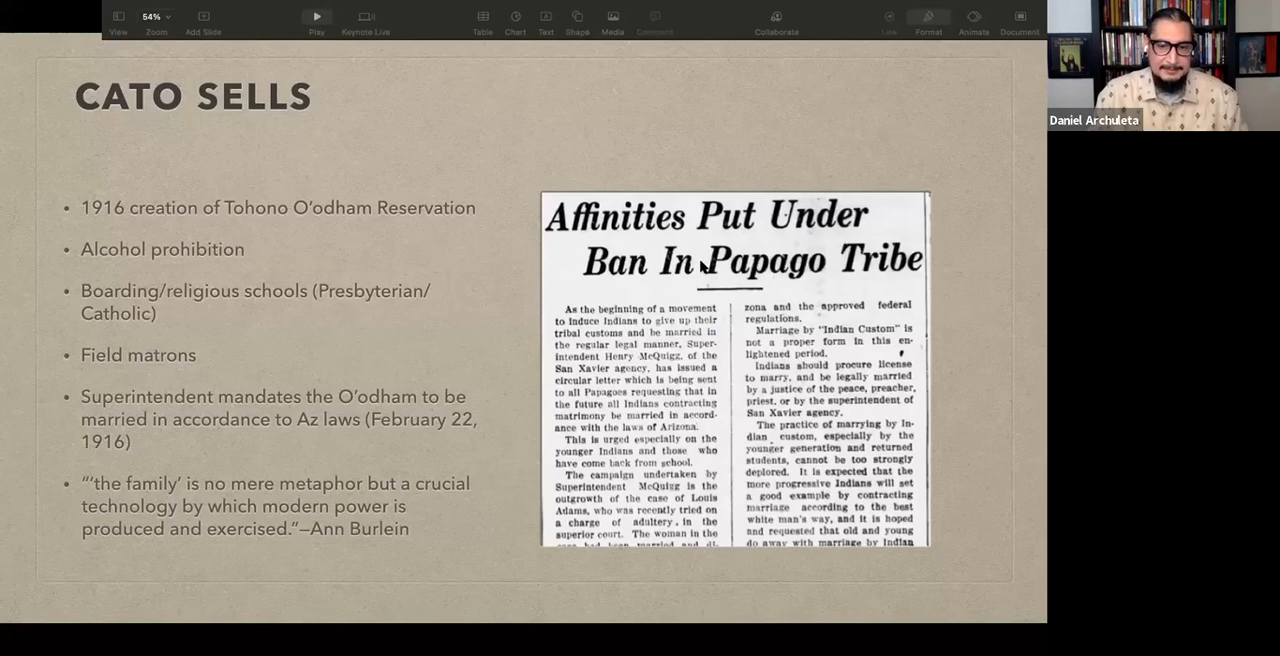 54%
View
Zoom
Add Slide
Play
Keynote Live
Table
Chart
Text
Shape
Media
Comment
Collaborate
Link
Format
Animate
Document
Daniel Archuleta
CATO SELLS
• 1916 creation of Tohono O'odham Reservation
• Alcohol prohibition
• Boarding/religious schools (Presbyterian/
Catholic)
• Field matrons
• Superintendent mandates the O'odham to be
married in accordance to Az laws (February 22,
1916)
• "'the family' is no mere metaphor but a crucial
technology by which modern power is
produced and exercised."—Ann Burlein
Affinities Put Under
Ban In Papago Tribe
As the beginning of a movement
to induce Indians to give up their
tribal customs and be married in
the regular legal manner, Super-
intendent Henry McQuigg, of the
San Xavier agency, has issued a
circular letter which is being sent
to all Papagoes requesting that in
the future all Indians contracting
matrimony be married in accord-
ance with the laws of Arizona.
This is urged especially on the
younger Indians and those who
have come back from school.
The campaign undertaken by
Superintendent McQuigg is the
outgrowth of the case of Louis
Adams, who was recently tried on
a charge of adultery in the
superior court. The woman in the
zona and the approved federal
regulations.
Marriage by "Indian Custom" is
not a proper form in this en-
lightened period.
Indians should procure license
to marry, and be legally married
by a justice of the peace, preacher,
priest, or by the superintendent of
San Xavier agency.
The practice of marrying by In-
dian custom, especially by the
younger generation and returned
students, cannot be too strongly
deplored. It is expected that the
more progressive Indians will set
a good example by contracting
marriage according to the best
white man's way, and it is hoped
and requested that old and young
do away with marriage by Indian